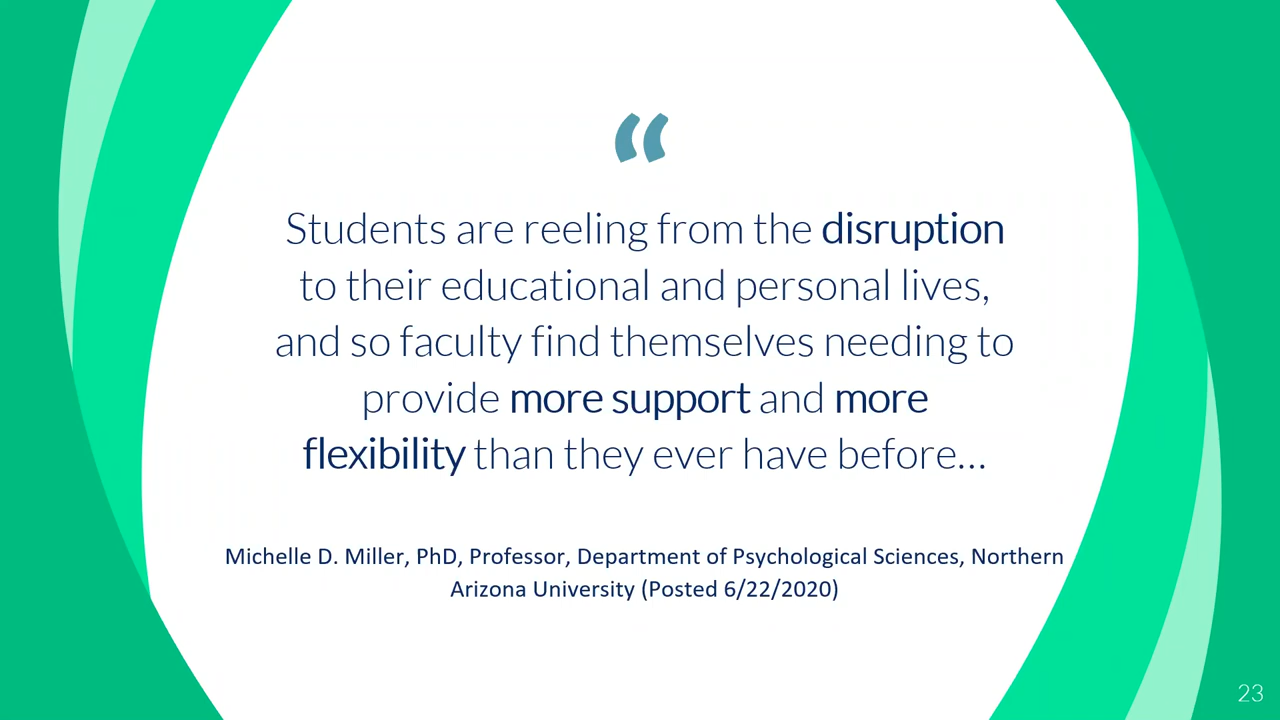 “
Students are reeling from the disruption
to their educational and personal lives,
and so faculty find themselves needing to
provide more support and more
flexibility than they ever have before...
Michelle D. Miller, PhD, Professor, Department of Psychological Sciences, Northern
Arizona University (Posted 6/22/2020)
23